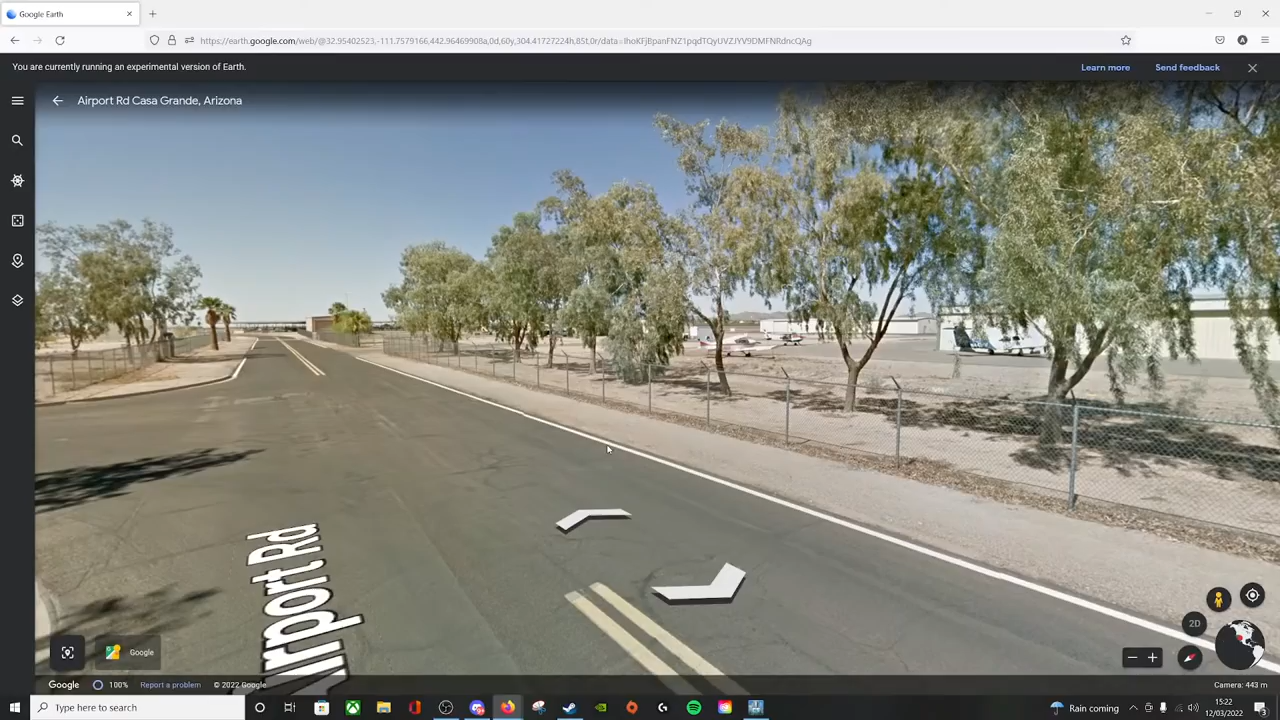 Google Earth
https://earth.google.com/web/@32.95402523,-111.7579166,442.96469908a,0d,60y,304.41727224h,85t,0r/data=IhoKFjBpanFNZ1pqdTQyUVZJYV9DMFNRdncQAg
You are currently running an experimental version of Earth.
Learn more
Send feedback
Airport Rd Casa Grande, Arizona
Airport Rd
2D
Google
Google
100%
Report a problem
© 2022 Google
Camera: 443 m
Type here to search
Rain coming
15:22
12/03/2022
3